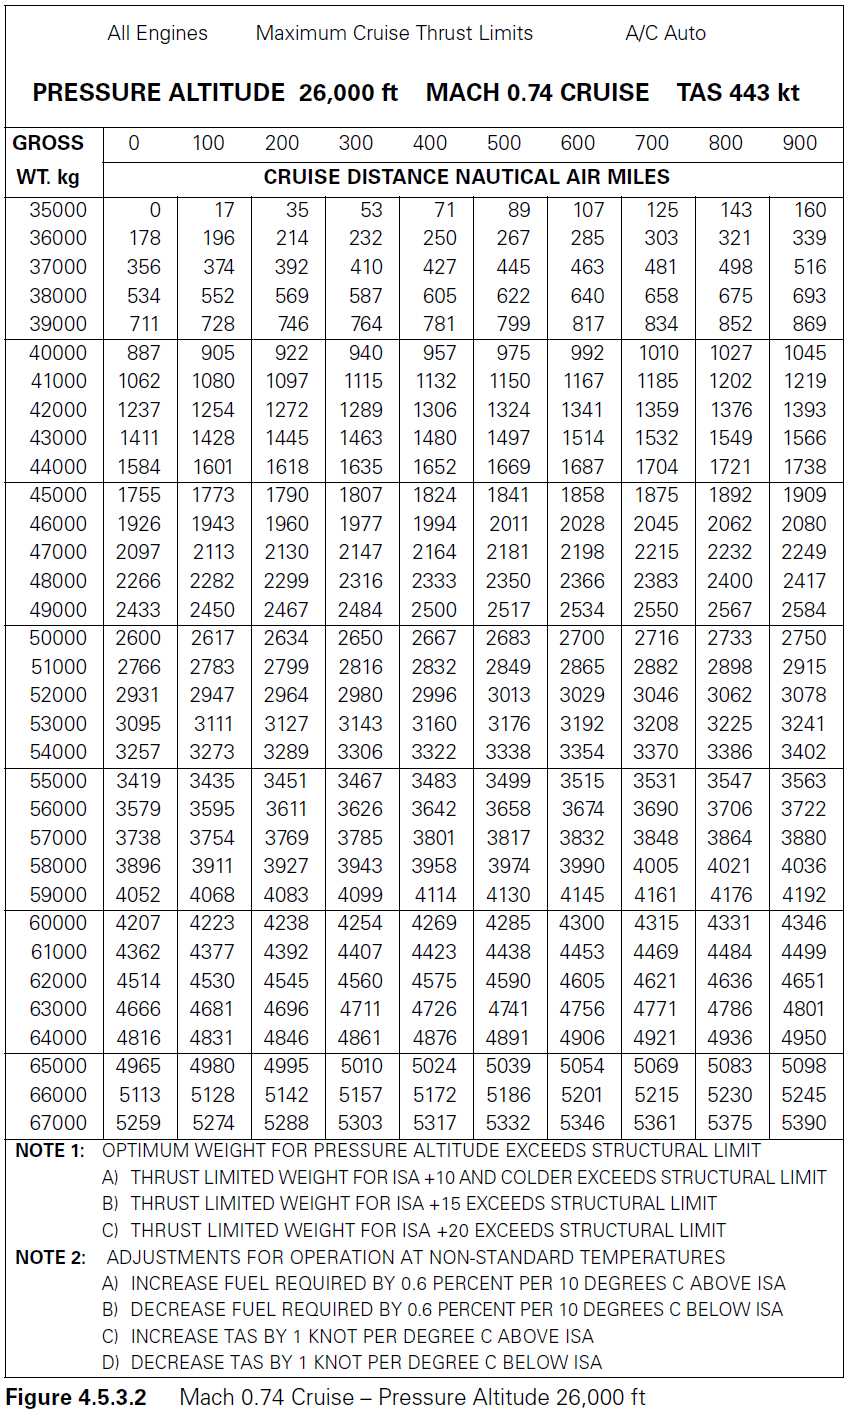 All Engines Maximum Cruise Thrust Limits A/C Auto
PRESSURE ALTITUDE 26,000 ft MACH 0.74 CRUISE TAS 443 kt
GROSS 0 100 200 300 400 500 600 700 800 900
WT. kg CRUISE DISTANCE NAUTICAL AIR MILES
35000 0 17 35 53 71 89 107 125 143 160
36000 178 196 214 232 250 267 285 303 321 339
37000 356 374 392 410 427 445 463 481 498 516
38000 534 552 569 587 605 622 640 658 675 693
39000 711 728 746 764 781 799 817 834 852 869
40000 887 905 922 940 957 975 992 1010 1027 1045
41000 1062 1080 1097 1115 1132 1150 1167 1185 1202 1219
42000 1237 1254 1272 1289 1306 1324 1341 1359 1376 1393
43000 1411 1428 1445 1463 1480 1497 1514 1532 1549 1566
44000 1584 1601 1618 1635 1652 1669 1687 1704 1721 1738
45000 1755 1773 1790 1807 1824 1841 1858 1875 1892 1909
46000 1926 1943 1960 1977 1994 2011 2028 2045 2062 2080
47000 2097 2113 2130 2147 2164 2181 2198 2215 2232 2249
48000 2266 2282 2299 2316 2333 2350 2366 2383 2400 2417
49000 2433 2450 2467 2484 2500 2517 2534 2550 2567 2584
50000 2600 2617 2634 2650 2667 2683 2700 2716 2733 2750
51000 2766 2783 2799 2816 2832 2849 2865 2882 2898 2915
52000 2931 2947 2964 2980 2996 3013 3029 3046 3062 3078
53000 3095 3111 3127 3143 3160 3176 3192 3208 3225 3241
54000 3257 3273 3289 3306 3322 3338 3354 3370 3386 3402
55000 3419 3435 3451 3467 3483 3499 3515 3531 3547 3563
56000 3579 3595 3611 3626 3642 3658 3674 3690 3706 3722
57000 3738 3754 3769 3785 3801 3817 3832 3848 3864 3880
58000 3896 3911 3927 3943 3958 3974 3990 4005 4021 4036
59000 4052 4068 4083 4099 4114 4130 4145 4161 4176 4192
60000 4207 4223 4238 4254 4269 4285 4300 4315 4331 4346
61000 4362 4377 4392 4407 4423 4438 4453 4469 4484 4499
62000 4514 4530 4545 4560 4575 4590 4605 4621 4636 4651
63000 4666 4681 4696 4711 4726 4741 4756 4771 4786 4801
64000 4816 4831 4846 4861 4876 4891 4906 4921 4936 4950
65000 4965 4980 4995 5010 5024 5039 5054 5069 5083 5098
66000 5113 5128 5142 5157 5172 5186 5201 5215 5230 5245
67000 5259 5274 5288 5303 5317 5332 5346 5361 5375 5390
NOTE 1: OPTIMUM WEIGHT FOR PRESSURE ALTITUDE EXCEEDS STRUCTURAL LIMIT
A) THRUST LIMITED WEIGHT FOR ISA +10 AND COLDER EXCEEDS STRUCTURAL LIMIT
B) THRUST LIMITED WEIGHT FOR ISA +15 EXCEEDS STRUCTURAL LIMIT
C) THRUST LIMITED WEIGHT FOR ISA +20 EXCEEDS STRUCTURAL LIMIT
NOTE 2: ADJUSTMENTS FOR OPERATION AT NON-STANDARD TEMPERATURES
A) INCREASE FUEL REQUIRED BY 0.6 PERCENT PER 10 DEGREES C ABOVE ISA
B) DECREASE FUEL REQUIRED BY 0.6 PERCENT PER 10 DEGREES C BELOW ISA
C) INCREASE TAS BY 1 KNOT PER DEGREE C ABOVE ISA
D) DECREASE TAS BY 1 KNOT PER DEGREE C BELOW ISA
Figure 4.5.3.2 Mach 0.74 Cruise – Pressure Altitude 26,000 ft